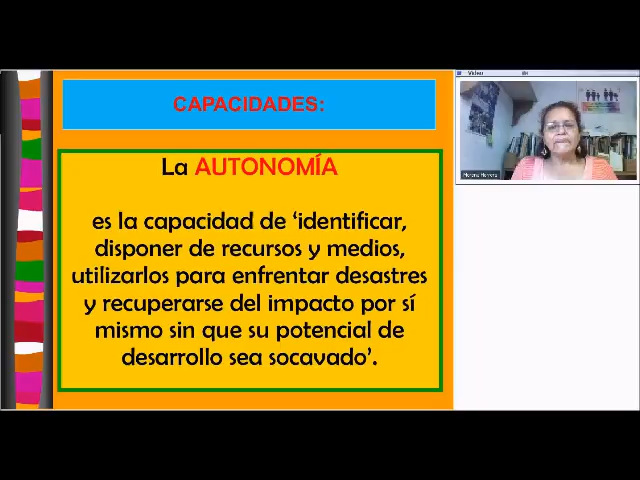 CAPACIDADES:
La AUTONOMÍA
es la capacidad de ‘identificar,
disponer de recursos y medios,
utilizarlos para enfrentar desastres
y recuperarse del impacto por sí
mismo sin que su potencial de
desarrollo sea socavado’.
Video